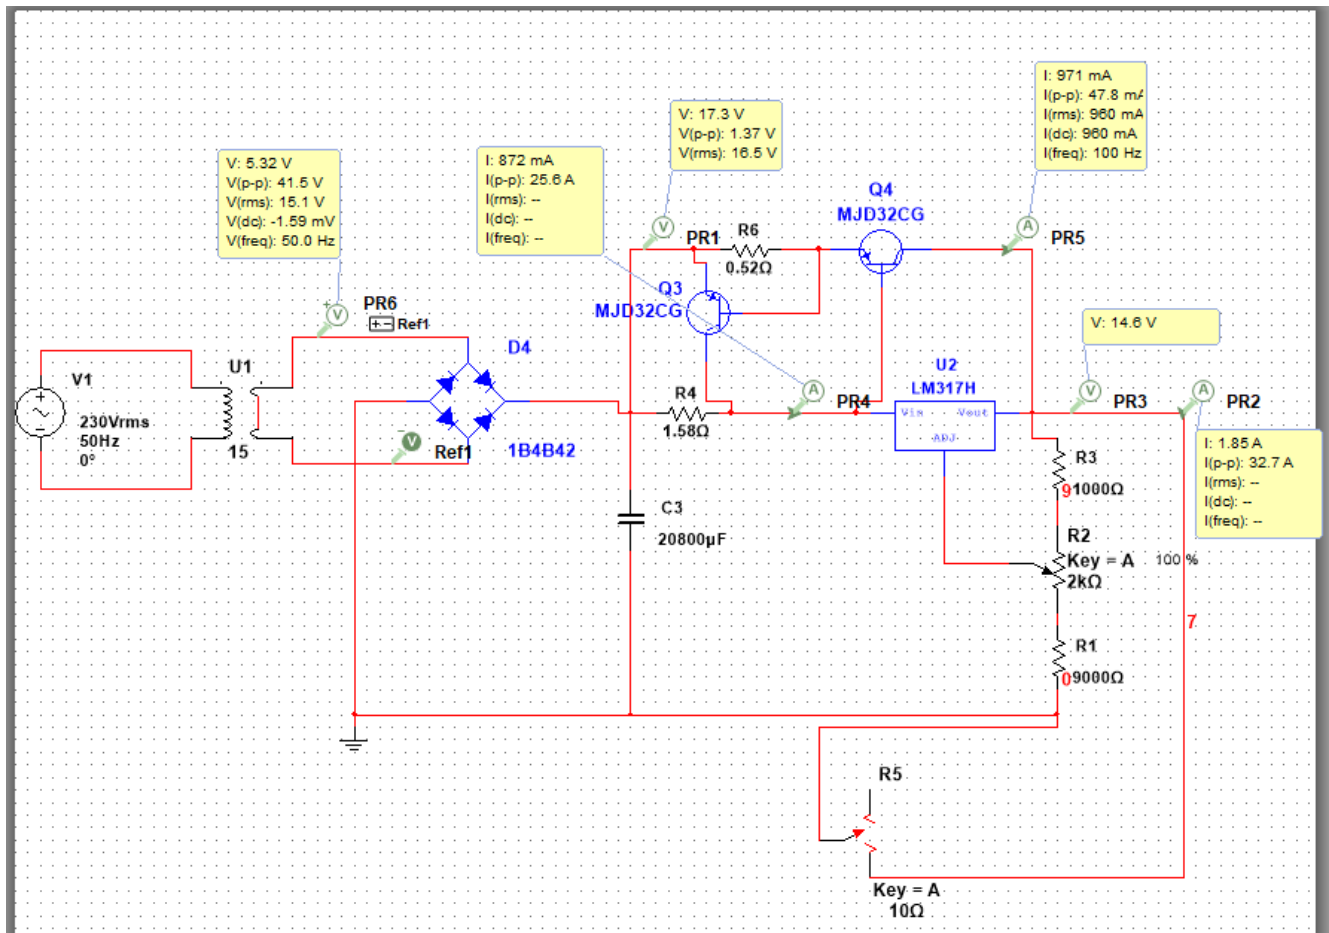 I: 971 mA
I(p-p): 47.8 mA
I(rms): 960 mA
I(dc): 960 mA
I(freq): 100 Hz
V: 17.3 V
V(p-p): 1.37 V
V(rms): 16.5 V
V: 5.32 V
V(p-p): 41.5 V
V(rms): 15.1 V
V(dc): -1.59 mV
V(freq): 50.0 Hz
I: 872 mA
I(p-p): 25.6 A
I(rms): --
I(dc): --
I(freq): --
Q4
MJD32CG
V
PR1
R6
0.52Ω
A
PR5
Q3
MJD32CG
+
V
PR6
+ - Ref1
V: 14.6 V
D4
U1
15
V1
230Vrms
50Hz
0°
-
V
Ref1
1B4B42
A
PR4
R4
1.58Ω
U2
LM317H
Vin
Vout
ADJ
V
PR3
A
PR2
I: 1.85 A
I(p-p): 32.7 A
I(rms): --
I(dc): --
I(freq): --
R3
9
1000Ω
C3
20800µF
R2
Key = A
100 %
2kΩ
7
R1
0
9000Ω
R5
Key = A
10Ω